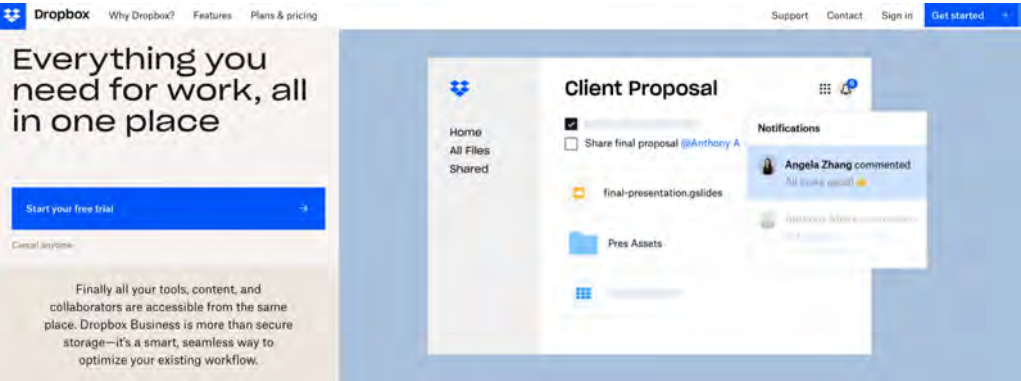 Dropbox Why Dropbox? Features Plans & pricing Support Contact Sign in Get started →
Everything you
need for work, all
in one place
Start your free trial →
Cancel anytime.
Finally all your tools, content, and
collaborators are accessible from the same
place. Dropbox Business is more than secure
storage—it's a smart, seamless way to
optimize your existing workflow.
Home
All Files
Shared
Client Proposal
Share final proposal @Anthony A
final-presentation.gslides
Pres Assets
Notifications
Angela Zhang commented
All looks good!